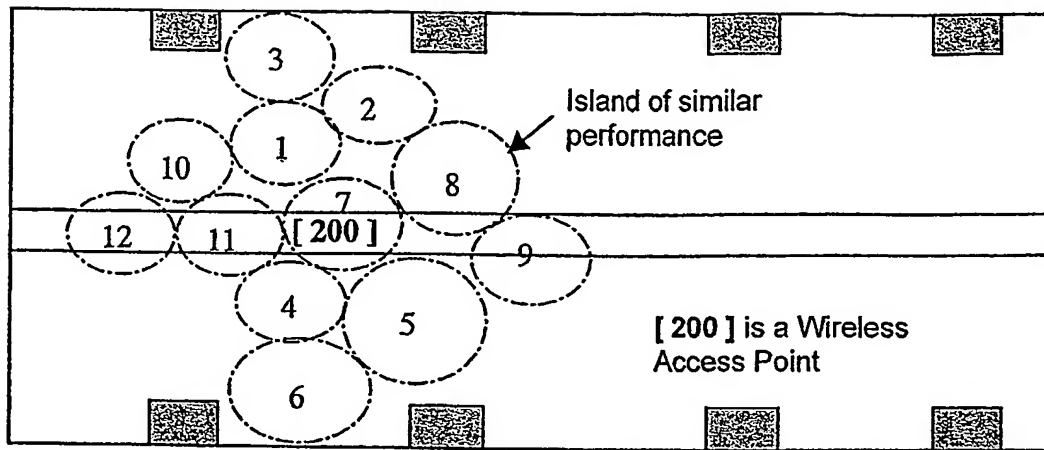 3
2
Island of similar
performance
1
10
8
7
12
11
[ 200 ]
9
4
5
[ 200 ] is a Wireless
Access Point
6